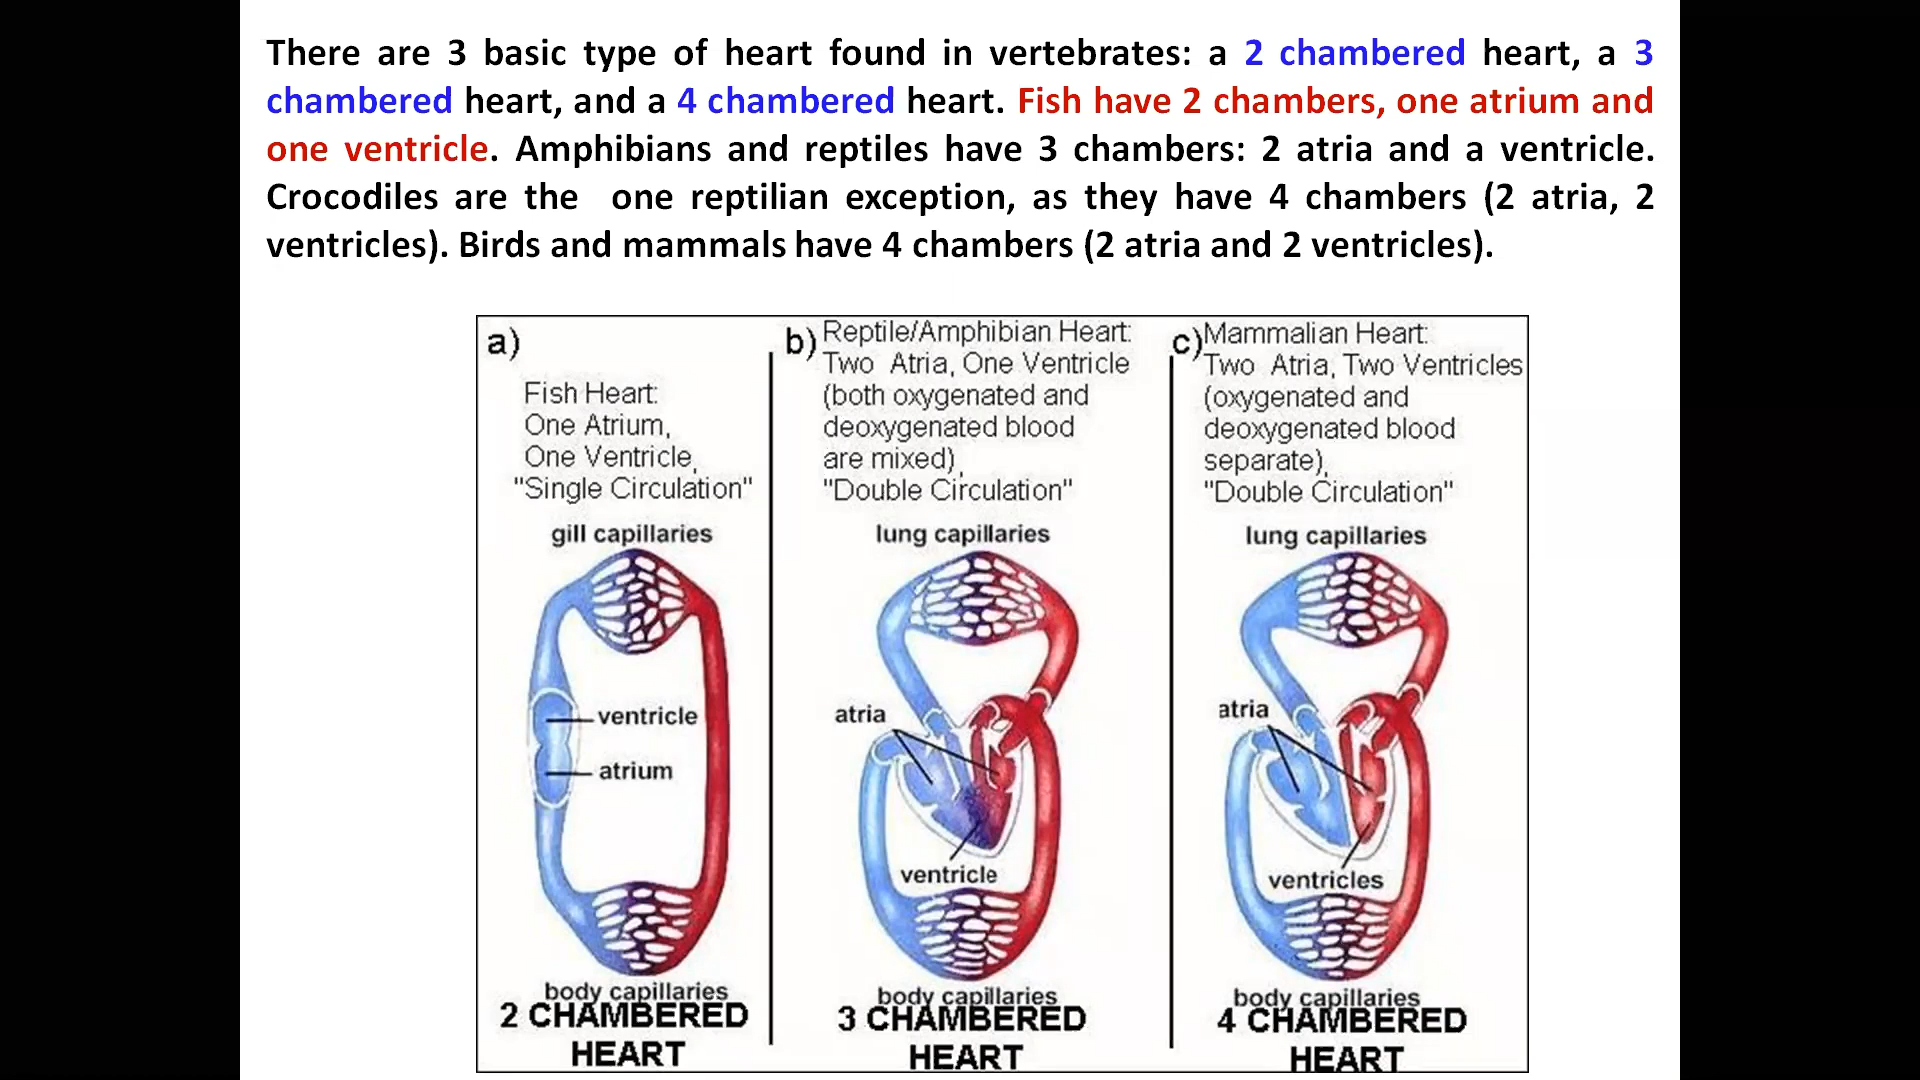 There are 3 basic type of heart found in vertebrates: a 2 chambered heart, a 3
chambered heart, and a 4 chambered heart. Fish have 2 chambers, one atrium and
one ventricle. Amphibians and reptiles have 3 chambers: 2 atria and a ventricle.
Crocodiles are the one reptilian exception, as they have 4 chambers (2 atria, 2
ventricles). Birds and mammals have 4 chambers (2 atria and 2 ventricles).
a)
Fish Heart:
One Atrium,
One Ventricle,
"Single Circulation"
gill capillaries
ventricle
atrium
body capillaries
2 CHAMBERED
HEART
b)
Reptile/Amphibian Heart:
Two Atria, One Ventricle
(both oxygenated and
deoxygenated blood
are mixed),
"Double Circulation"
lung capillaries
atria
ventricle
body capillaries
3 CHAMBERED
HEART
c)
Mammalian Heart:
Two Atria, Two Ventricles
(oxygenated and
deoxygenated blood
separate),
"Double Circulation"
lung capillaries
atria
ventricles
body capillaries
4 CHAMBERED
HEART